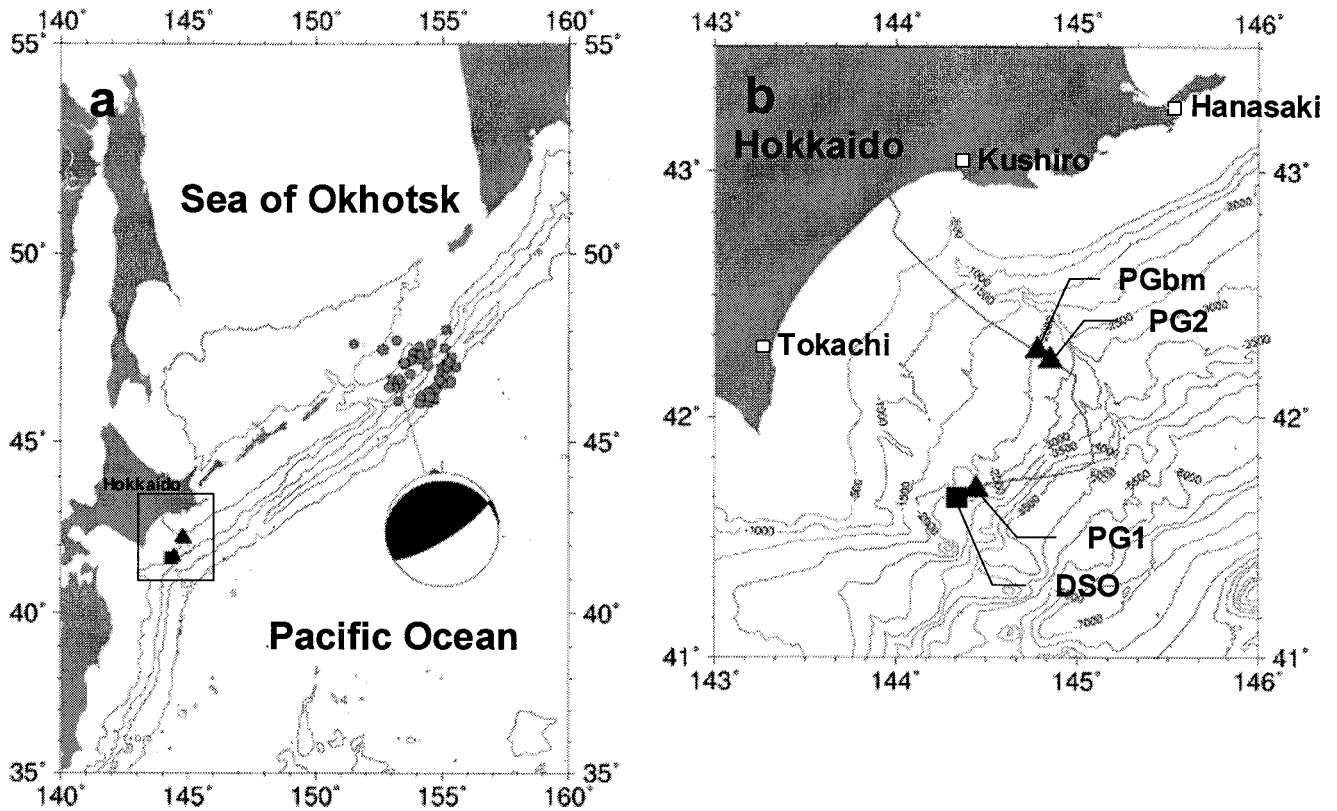 140˚ 145˚ 150˚ 155˚ 160˚
55˚ 55˚
a
Sea of Okhotsk
50˚ 50˚
45˚ 45˚
Hokkaido
40˚ 40˚
Pacific Ocean
35˚ 35˚
140˚ 145˚ 150˚ 155˚ 160˚
143˚ 144˚ 145˚ 146˚
b
Hanasaki
Hokkaido
Kushiro
43˚ 43˚
PGbm
PG2
Tokachi
42˚ 42˚
PG1
DSO
41˚ 41˚
143˚ 144˚ 145˚ 146˚